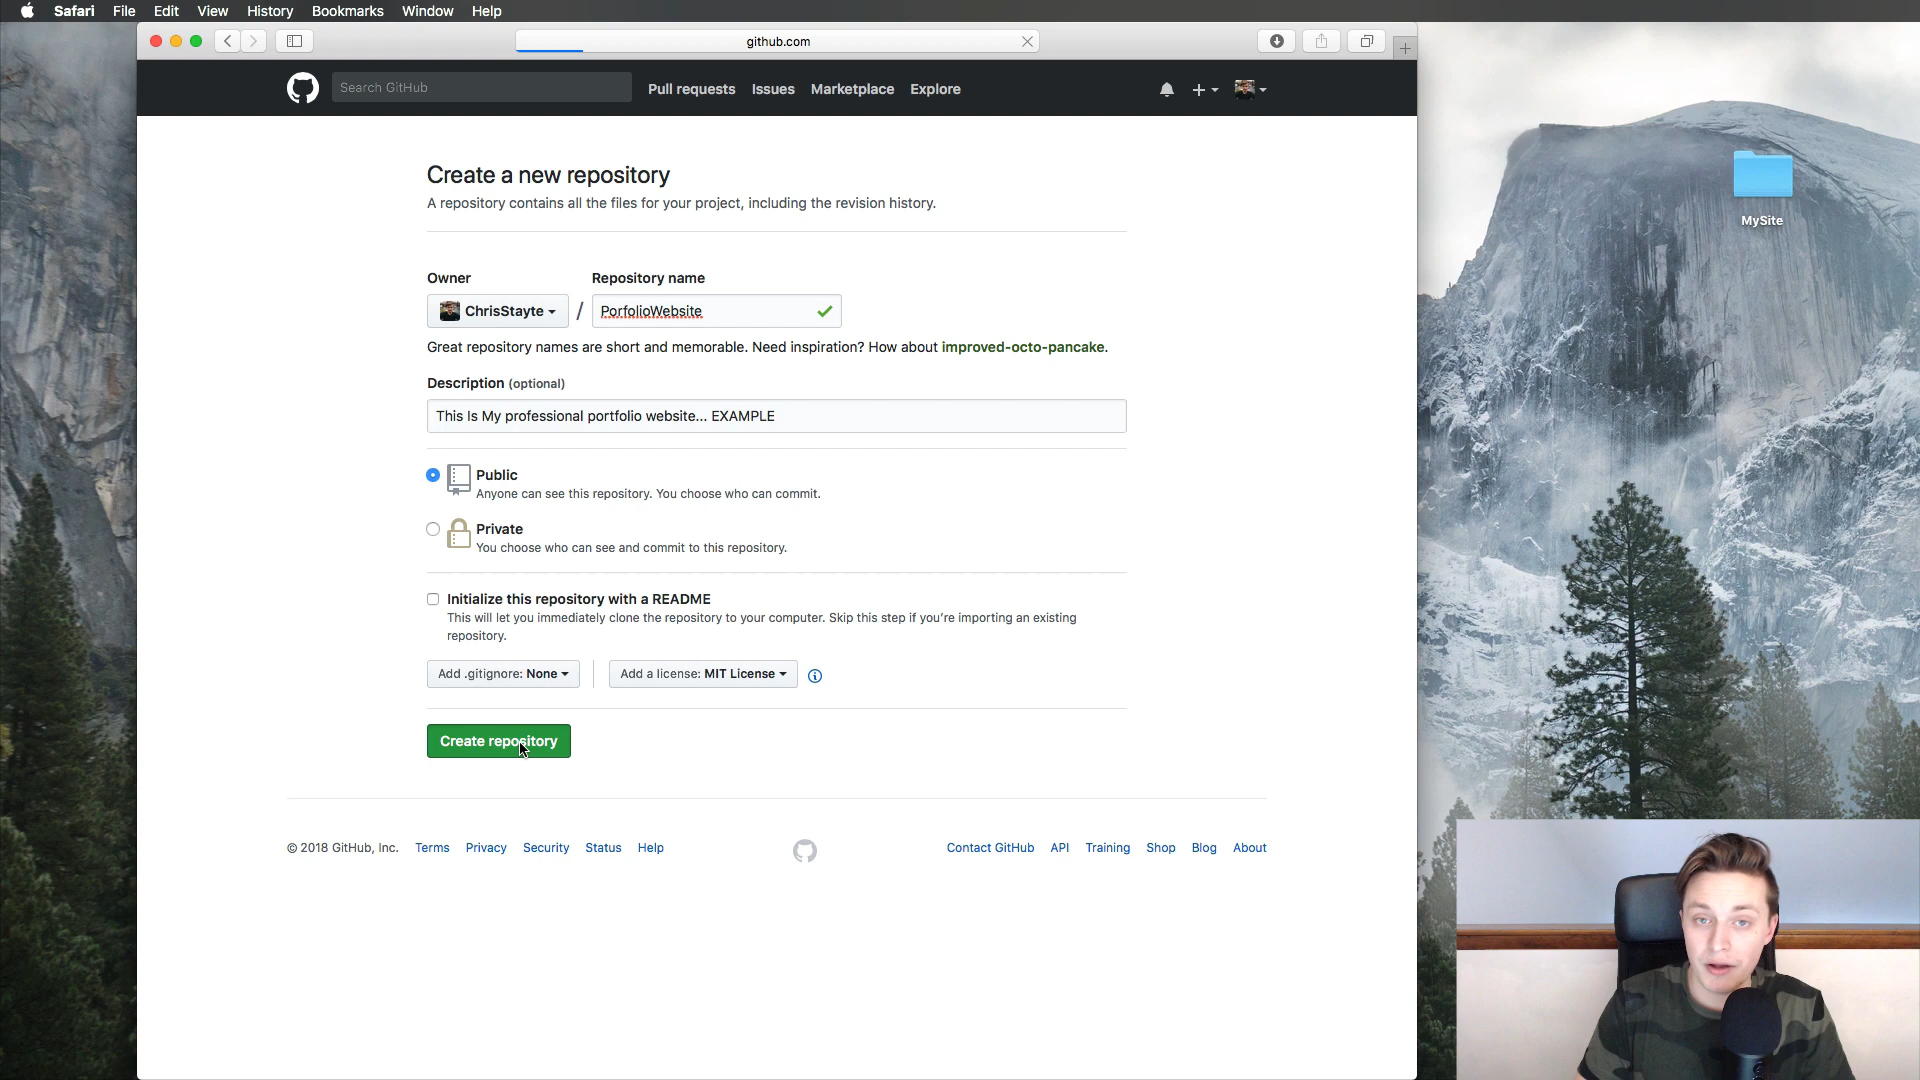 Safari File Edit View History Bookmarks Window Help
github.com
Search GitHub Pull requests Issues Marketplace Explore
MySite
Create a new repository
A repository contains all the files for your project, including the revision history.
Owner Repository name
ChrisStayte / PorfolioWebsite
Great repository names are short and memorable. Need inspiration? How about improved-octo-pancake.
Description (optional)
This Is My professional portfolio website... EXAMPLE
Public
Anyone can see this repository. You choose who can commit.
Private
You choose who can see and commit to this repository.
Initialize this repository with a README
This will let you immediately clone the repository to your computer. Skip this step if you're importing an existing
repository.
Add .gitignore: None Add a license: MIT License
Create repository
© 2018 GitHub, Inc. Terms Privacy Security Status Help Contact GitHub API Training Shop Blog About